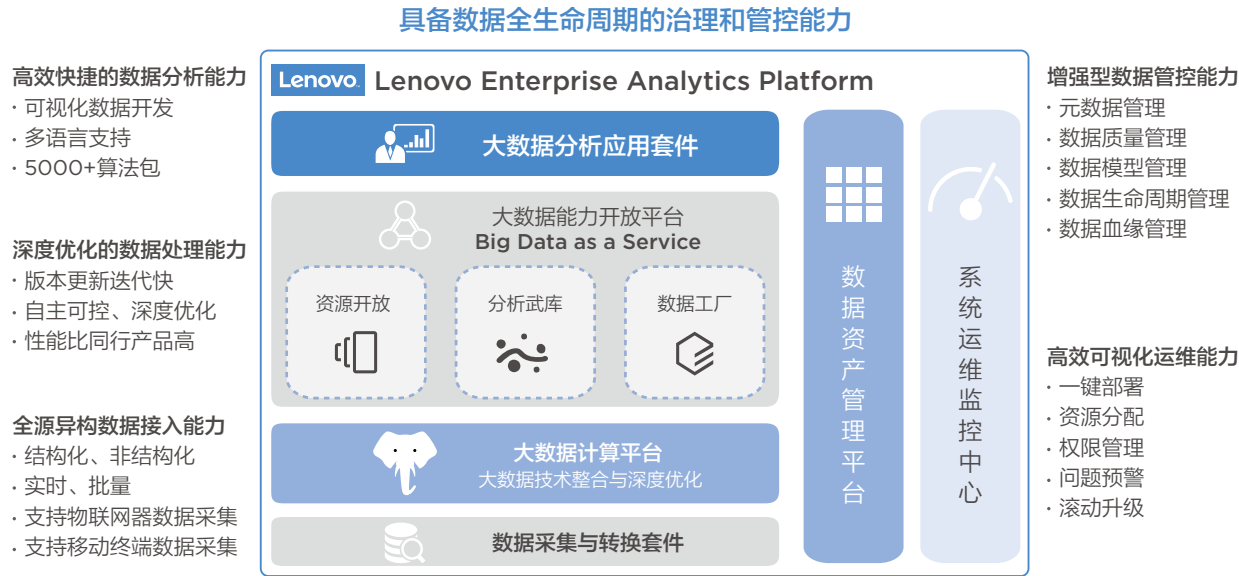 具备数据全生命周期的治理和管控能力
高效快捷的数据分析能力
· 可视化数据开发
· 多语言支持
· 5000+算法包
深度优化的数据处理能力
· 版本更新迭代快
· 自主可控、深度优化
· 性能比同行产品高
全源异构数据接入能力
· 结构化、非结构化
· 实时、批量
· 支持物联网器数据采集
· 支持移动终端数据采集
Lenovo. Lenovo Enterprise Analytics Platform
大数据分析应用套件
大数据能力开放平台
Big Data as a Service
资源开放 分析武库 数据工厂
大数据计算平台
大数据技术整合与深度优化
数据采集与转换套件
数据资产管理平台
系统运维监控中心
增强型数据管控能力
· 元数据管理
· 数据质量管理
· 数据模型管理
· 数据生命周期管理
· 数据血缘管理
高效可视化运维能力
· 一键部署
· 资源分配
· 权限管理
· 问题预警
· 滚动升级